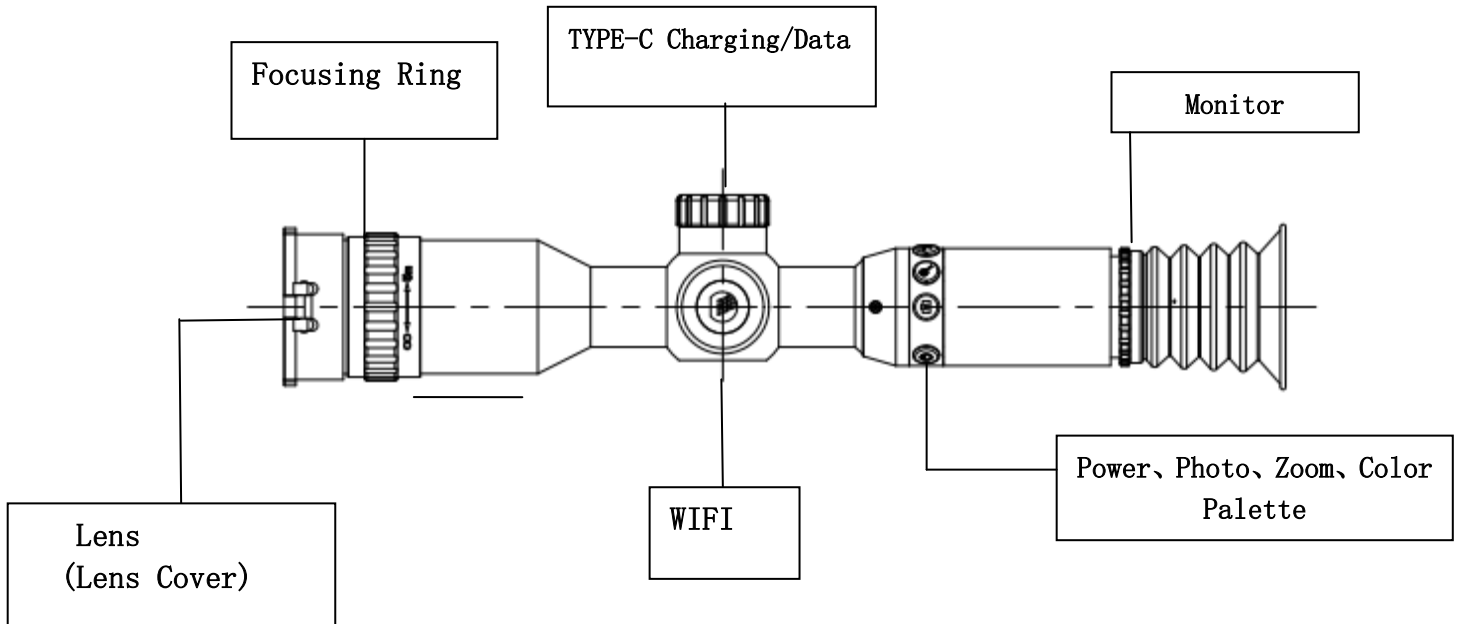 TYPE-C Charging/Data
Focusing Ring
Monitor
∞
Power、Photo、Zoom、Color
Palette
WIFI
Lens
(Lens Cover)